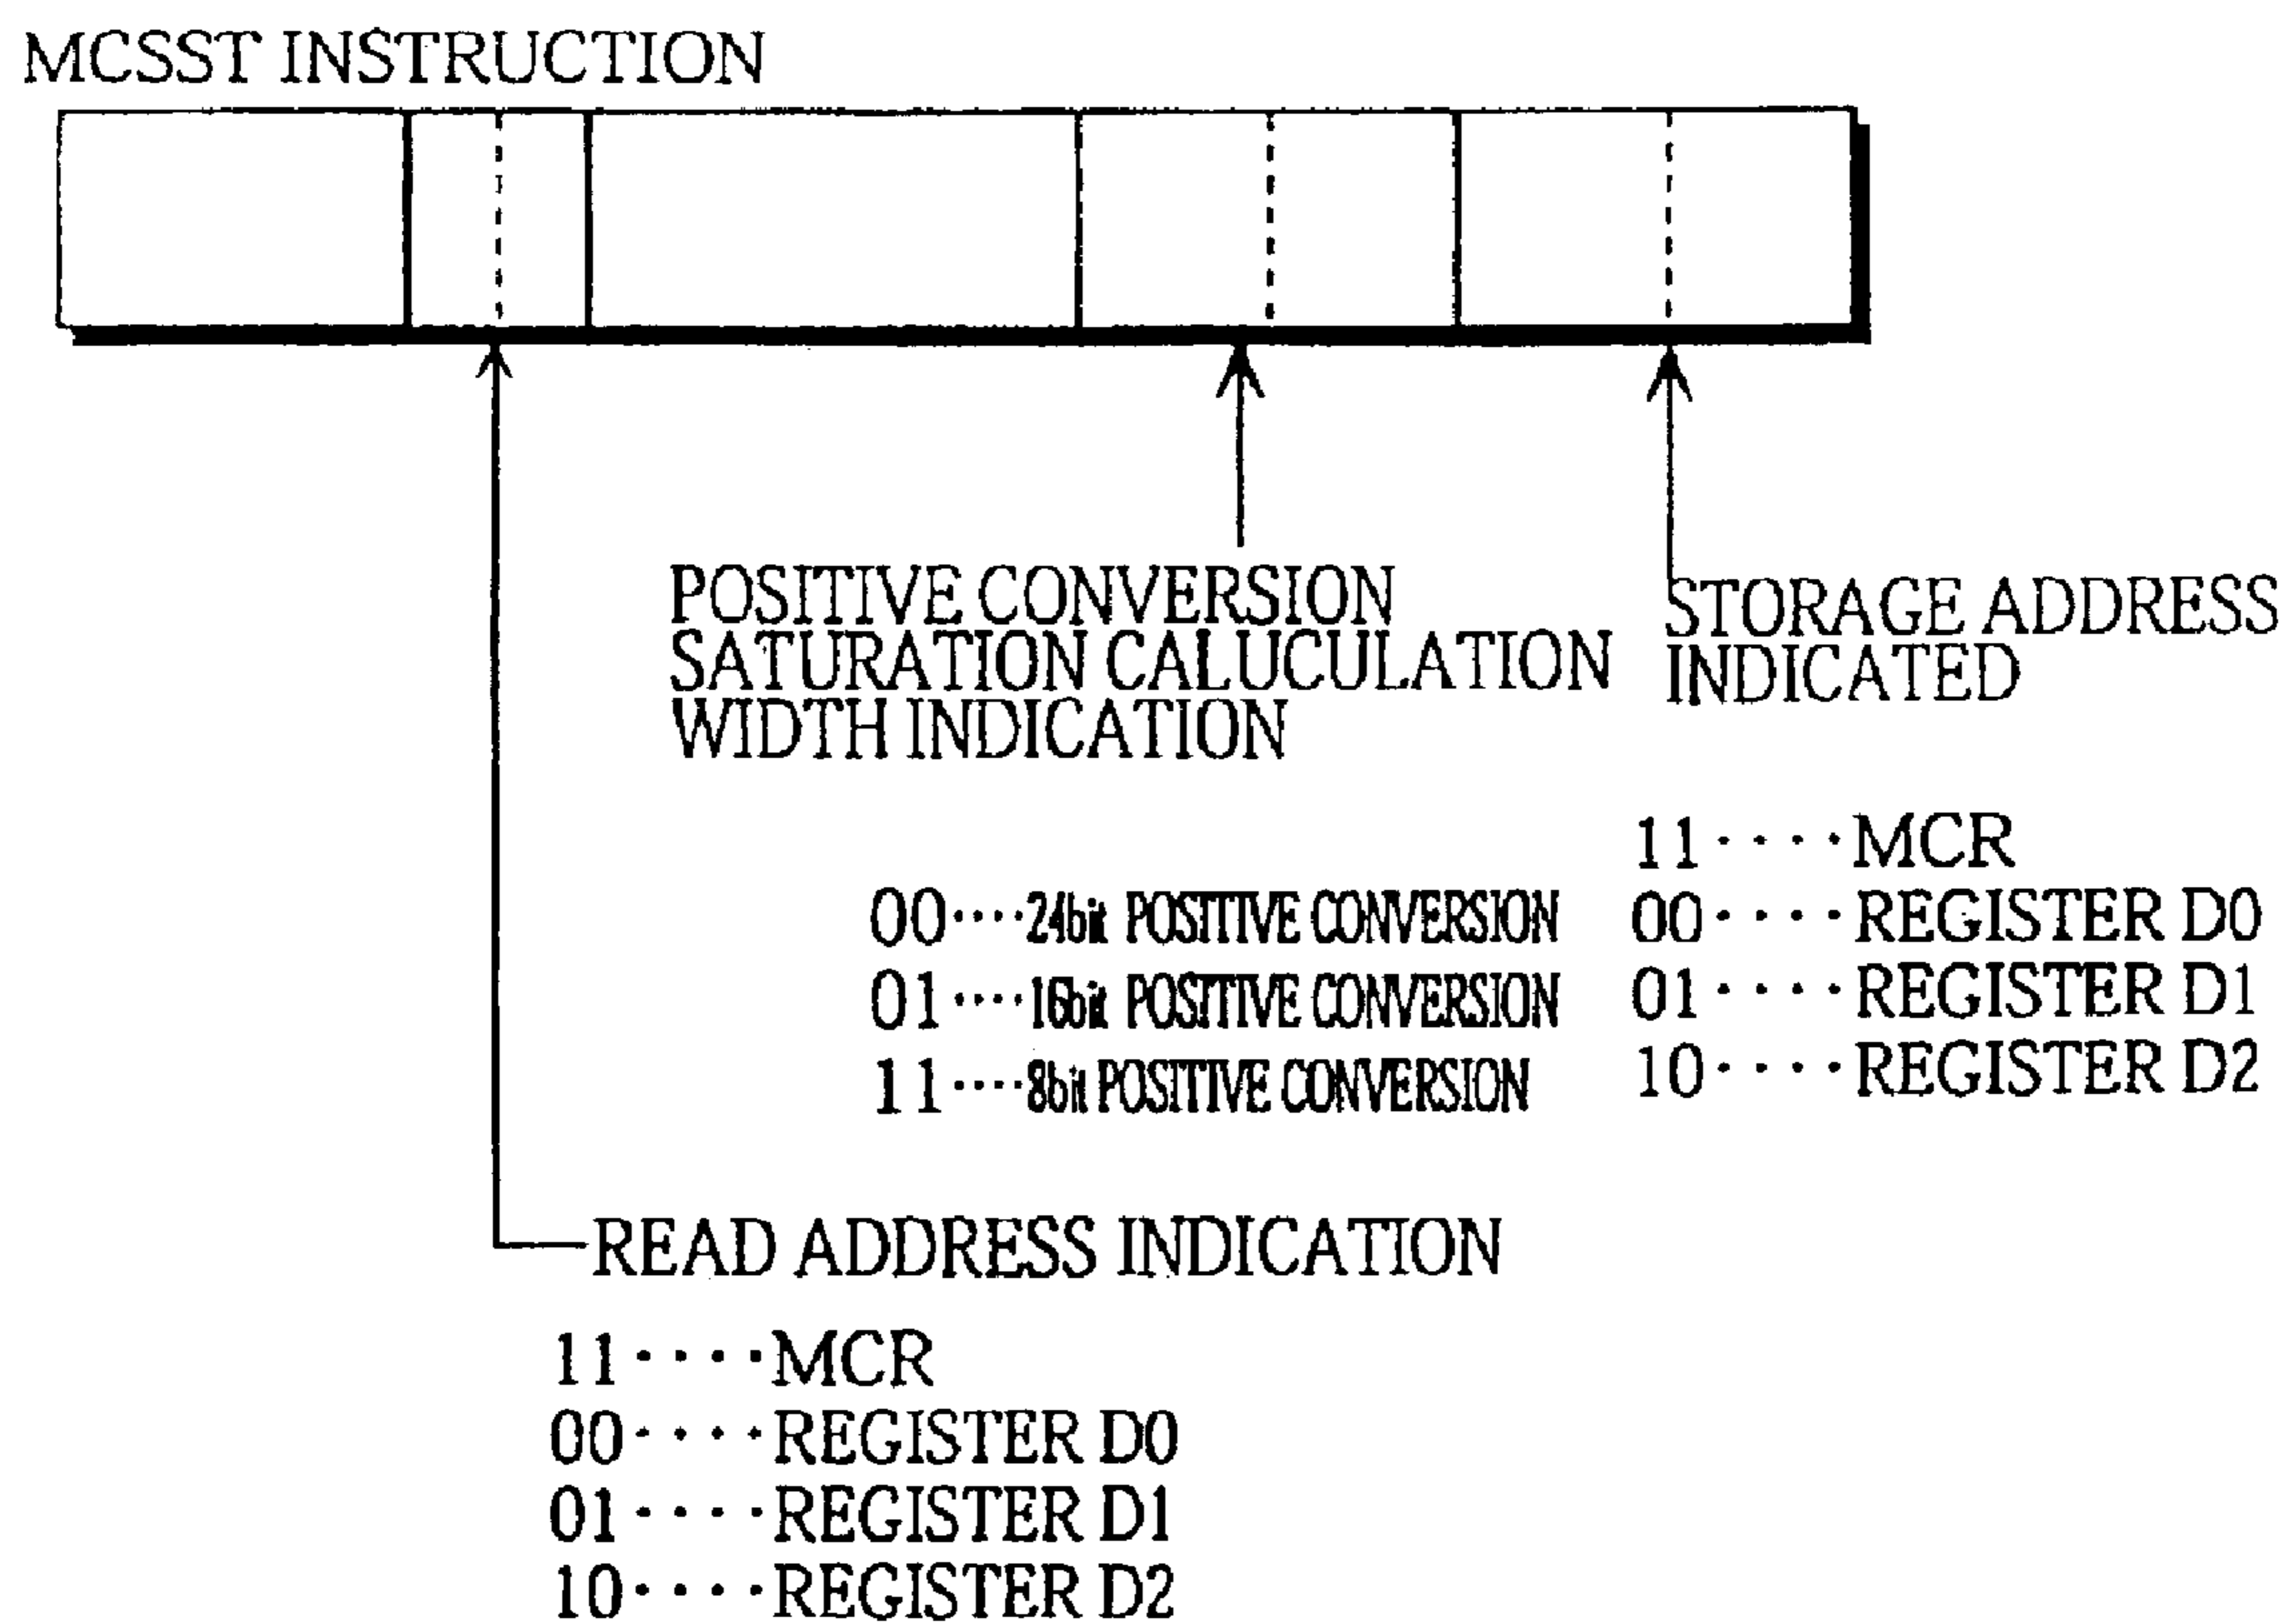 MCSST INSTRUCTION
POSITIVE CONVERSION
SATURATION CALUCULATION
WIDTH INDICATION
STORAGE ADDRESS
INDICATED
00····24bit POSITIVE CONVERSION
01····16bit POSITIVE CONVERSION
11····8bit POSITIVE CONVERSION
11····MCR
00····REGISTER D0
01····REGISTER D1
10····REGISTER D2
READ ADDRESS INDICATION
11····MCR
00····REGISTER D0
01····REGISTER D1
10····REGISTER D2